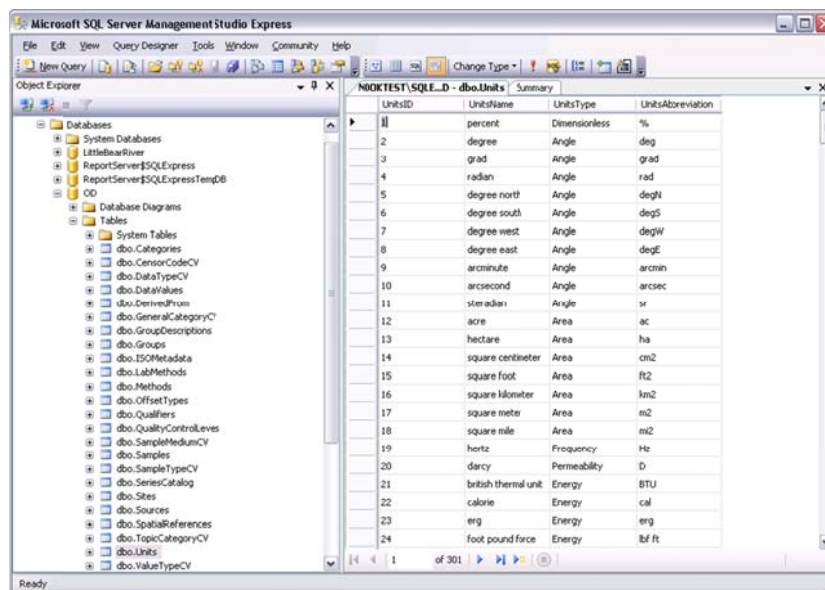 Microsoft SQL Server Management Studio Express
File Edit View Query Designer Tools Window Community Help
New Query Change Type
Object Explorer
N00KTEST\SQLE...D - dbo.Units Summary
Databases
System Databases
LittleBearRiver
ReportServer$SQLExpress
ReportServer$SQLExpressTempDB
OD
Database Diagrams
Tables
System Tables
dbo.Categories
dbo.CensorCodeCV
dbo.DataTypeCV
dbo.DataValues
dbo.DerivedFrom
dbo.GeneralCategoryC
dbo.GroupDescriptions
dbo.Groups
dbo.ISOMetadata
dbo.LabMethods
dbo.Methods
dbo.OffsetTypes
dbo.Qualifiers
dbo.QualityControlLeves
dbo.SampleMediumCV
dbo.Samples
dbo.SampleTypeCV
dbo.SeriesCatalog
dbo.Sites
dbo.Sources
dbo.SpatialReferences
dbo.TopicCategoryCV
dbo.Units
dbo.ValueTypeCV
UnitsID UnitsName UnitsType UnitsAbbreviation
1 percent Dimensionless %
2 degree Angle deg
3 grad Angle grad
4 radian Angle rad
5 degree north Angle degN
6 degree south Angle degS
7 degree west Angle degW
8 degree east Angle degE
9 arcminute Angle arcmin
10 arcsecond Angle arcsec
11 steradian Angle sr
12 acre Area ac
13 hectare Area ha
14 square centimeter Area cm2
15 square foot Area ft2
16 square kilometer Area km2
17 square meter Area m2
18 square mile Area mi2
19 hertz Frequency Hz
20 darcy Permeability D
21 british thermal unit Energy BTU
22 calorie Energy cal
23 erg Energy erg
24 foot pound force Energy lbf ft
1 of 301
Ready